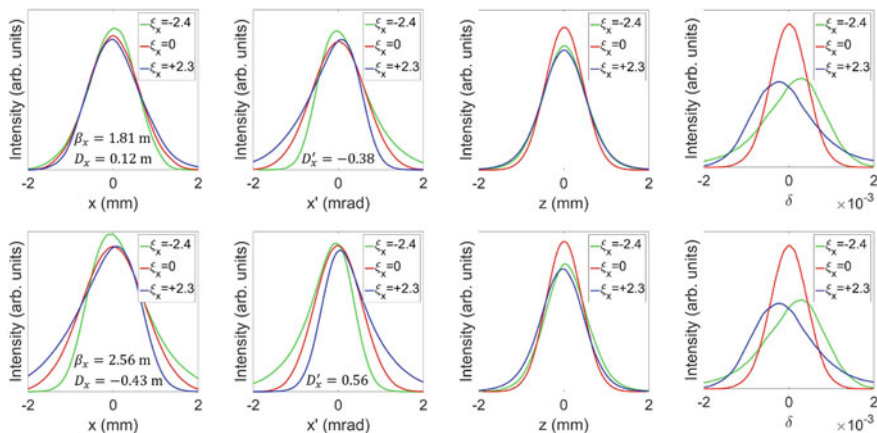 Intensity (arb. units)
ξx=-2.4
ξx=0
ξx=+2.3
βx = 1.81 m
Dx = 0.12 m
-2 0 2
x (mm)
Intensity (arb. units)
ξx=-2.4
ξx=0
ξx=+2.3
D′x = −0.38
-2 0 2
x' (mrad)
Intensity (arb. units)
ξx=-2.4
ξx=0
ξx=+2.3
-2 0 2
z (mm)
Intensity (arb. units)
ξx=-2.4
ξx=0
ξx=+2.3
-2 0 2
δ ×10⁻³
Intensity (arb. units)
ξx=-2.4
ξx=0
ξx=+2.3
βx = 2.56 m
Dx = −0.43 m
-2 0 2
x (mm)
Intensity (arb. units)
ξx=-2.4
ξx=0
ξx=+2.3
D′x = 0.56
-2 0 2
x' (mrad)
Intensity (arb. units)
ξx=-2.4
ξx=0
ξx=+2.3
-2 0 2
z (mm)
Intensity (arb. units)
ξx=-2.4
ξx=0
ξx=+2.3
-2 0 2
δ ×10⁻³